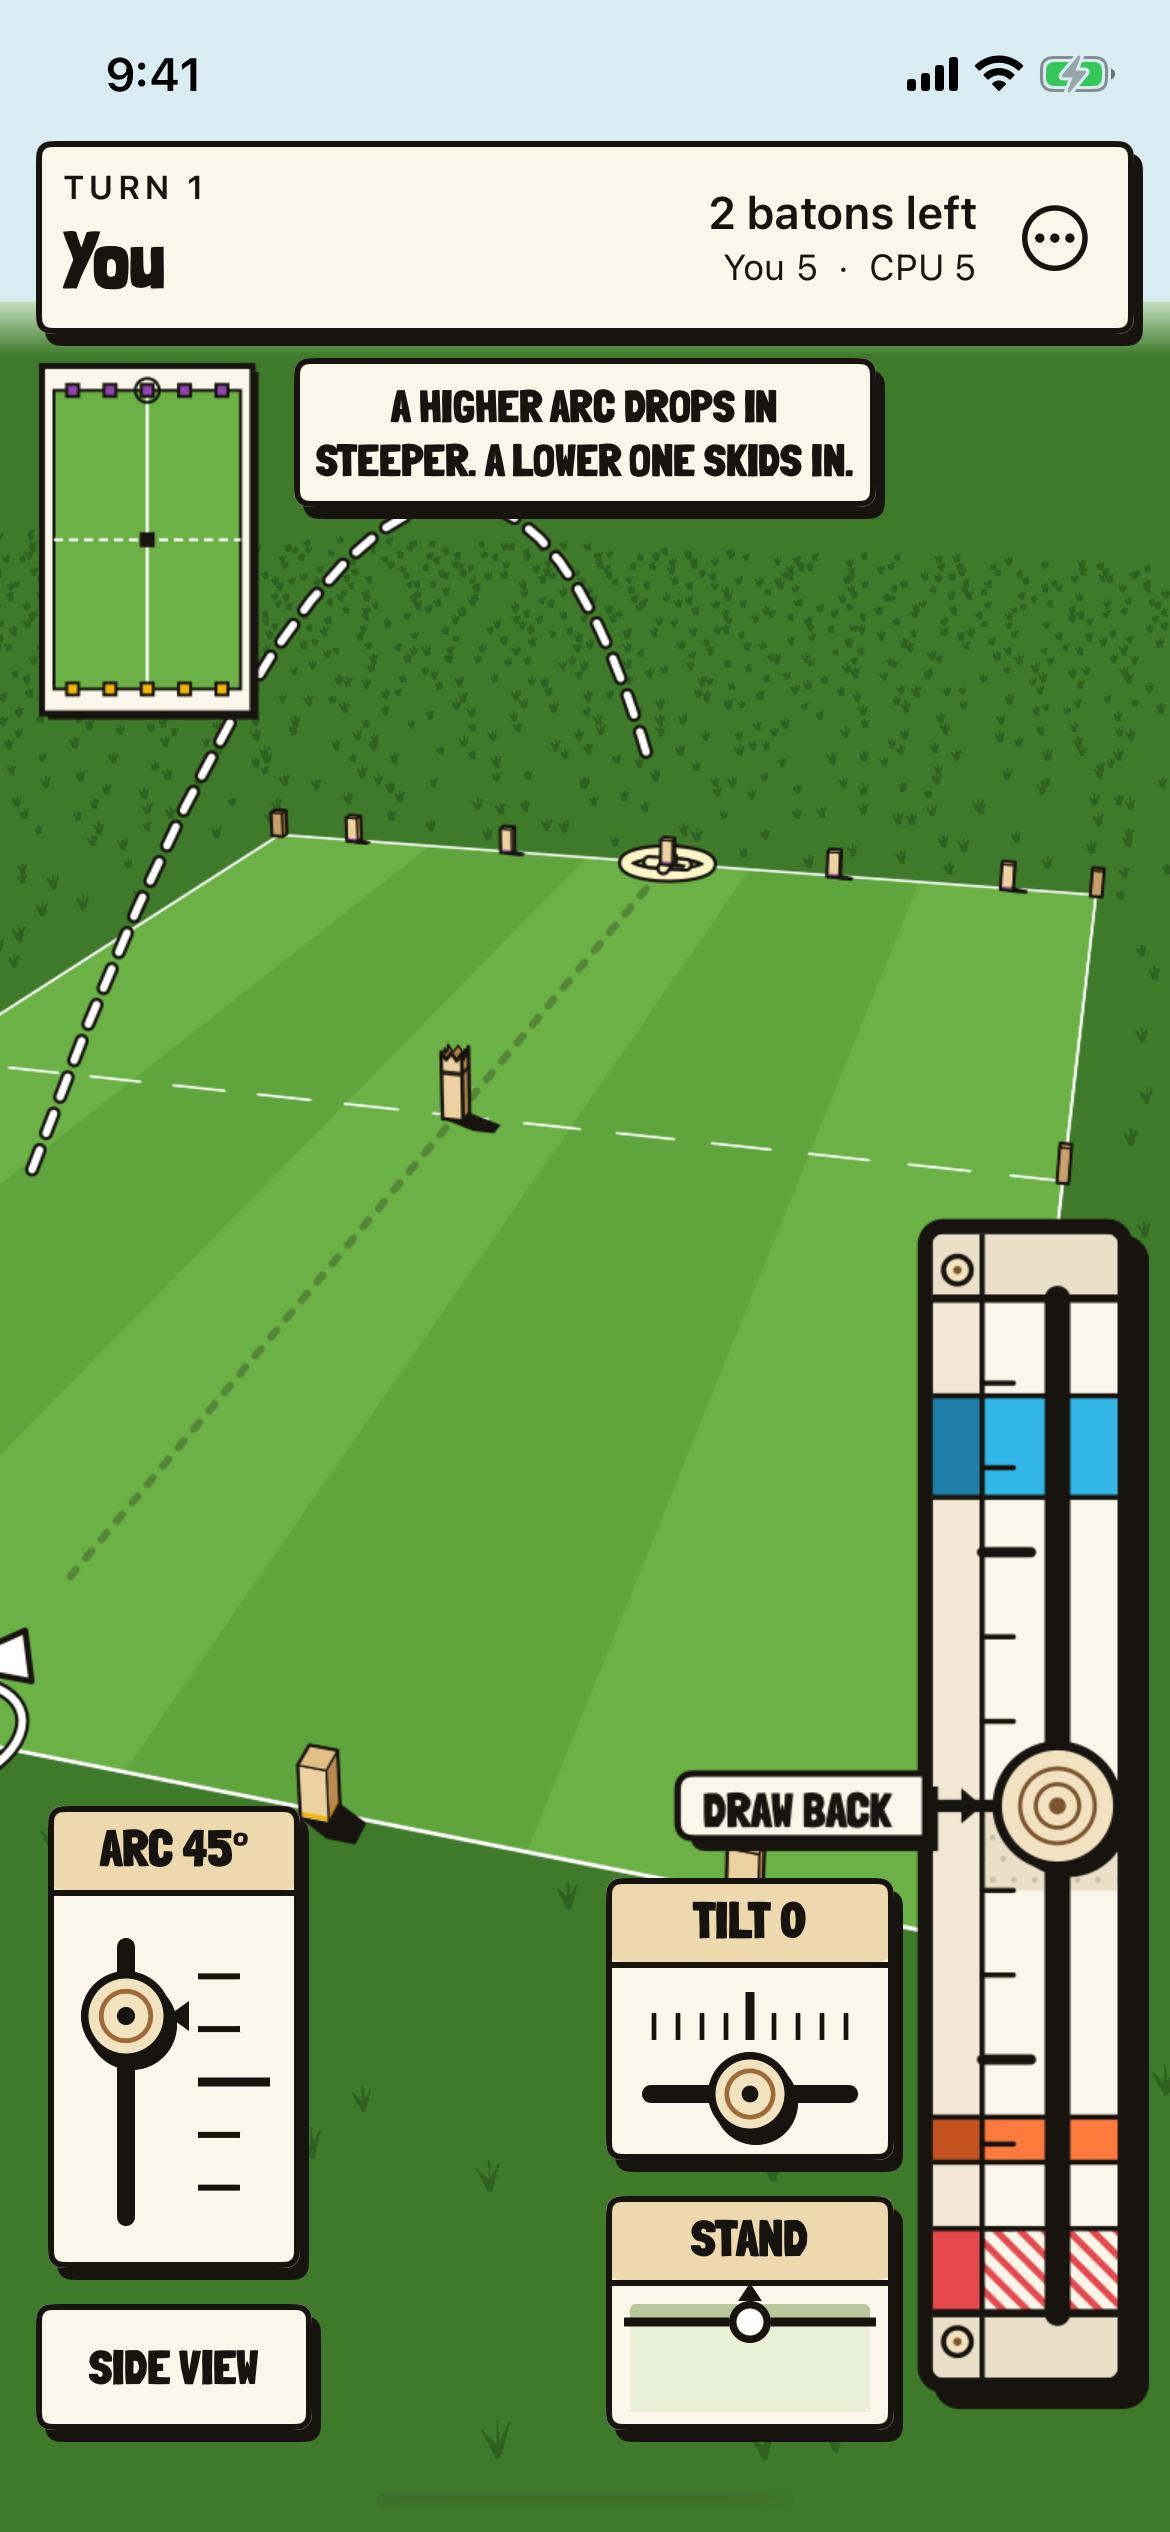 9:41
TURN 1
You
2 batons left
You 5 · CPU 5
A HIGHER ARC DROPS IN
STEEPER. A LOWER ONE SKIDS IN.
DRAW BACK
ARC 45°
TILT 0
STAND
SIDE VIEW